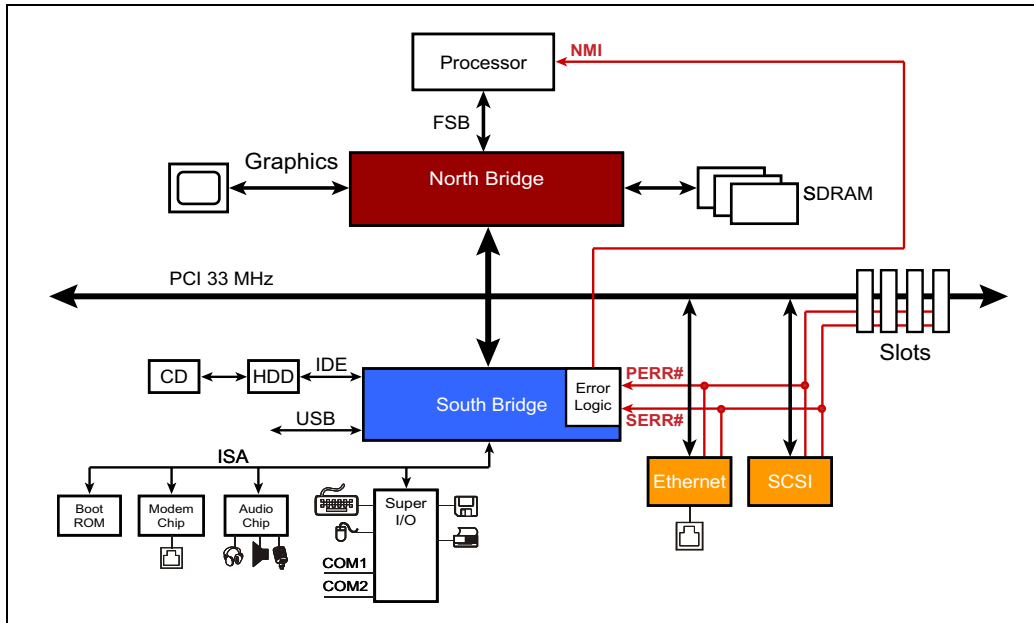 NMI
Processor
FSB
Graphics
North Bridge
SDRAM
PCI 33 MHz
Slots
IDE
CD
HDD
PERR#
Error
Logic
South Bridge
SERR#
USB
ISA
Ethernet
SCSI
Boot
ROM
Modem
Chip
Audio
Chip
Super
I/O
COM1
COM2